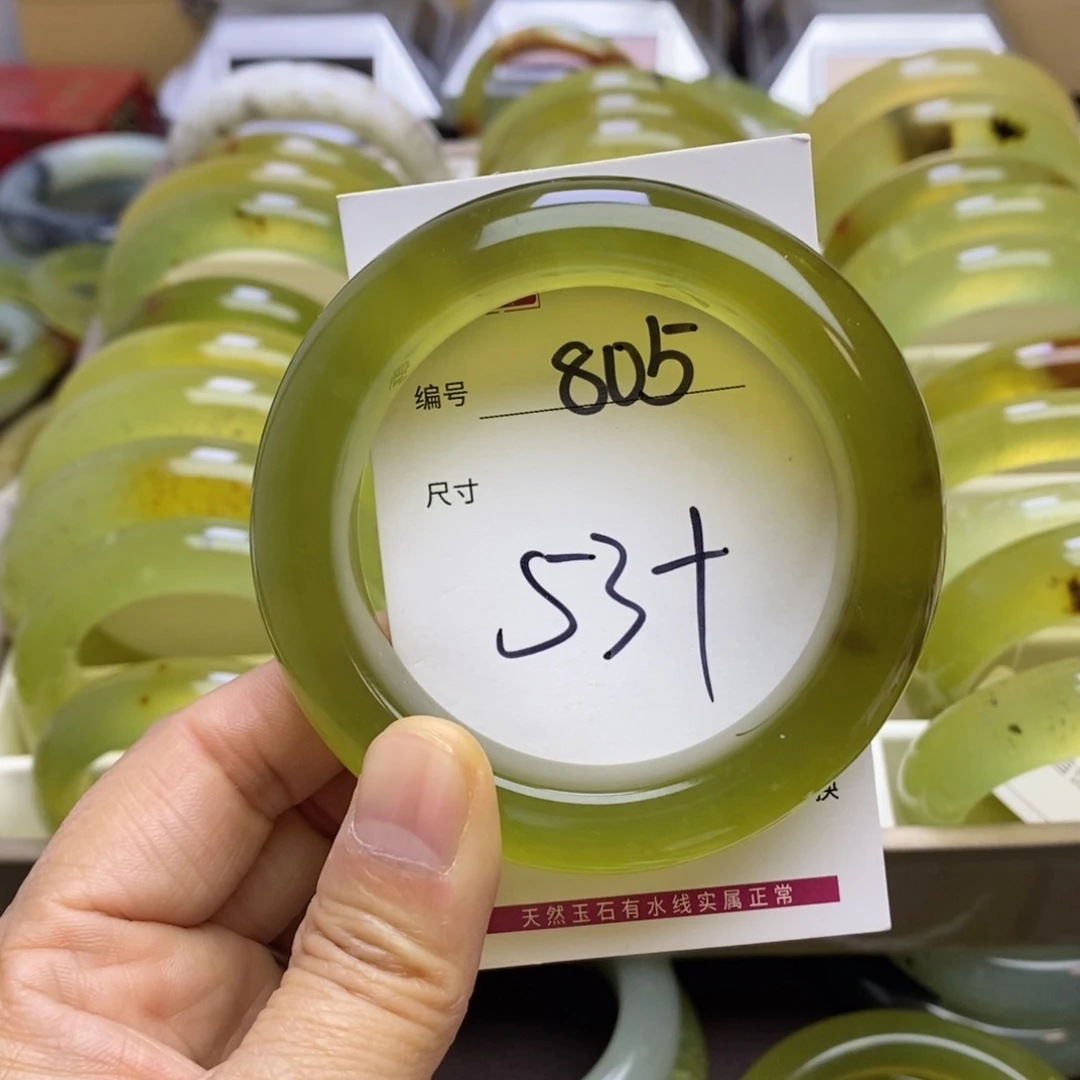 编号 805
尺寸
53+
天然玉石有水线实属正常